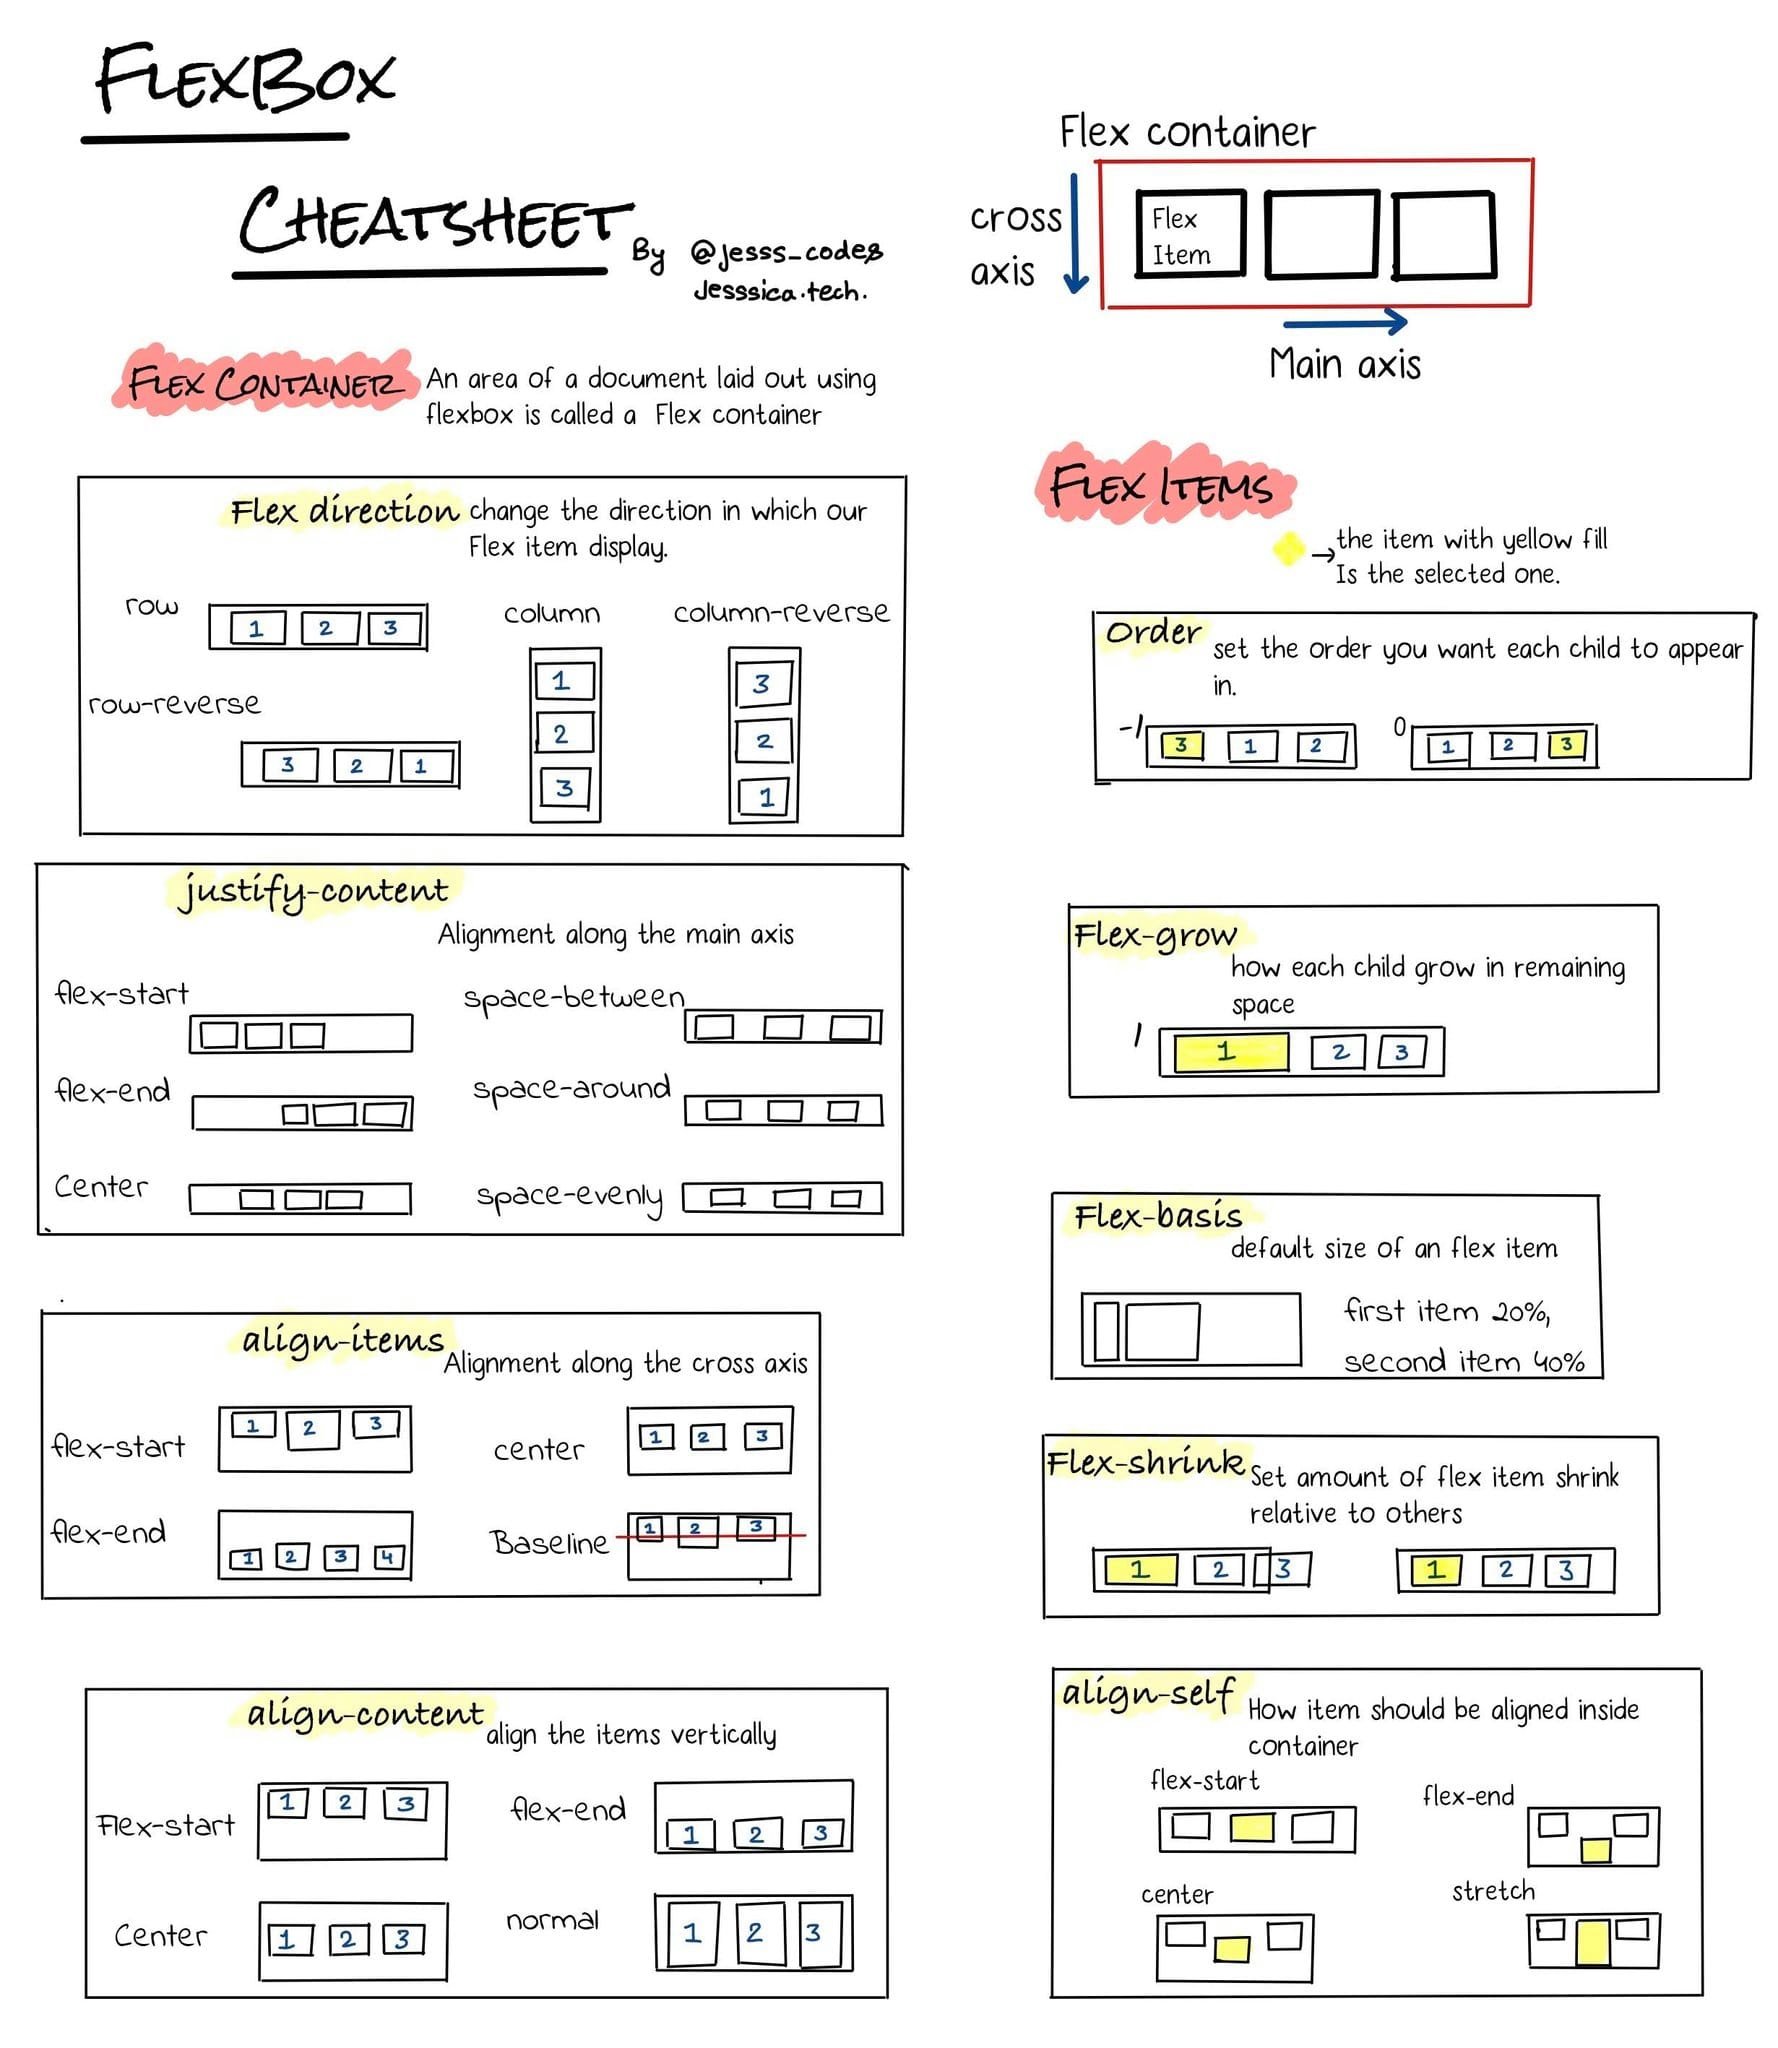 FLEXBOX
CHEATSHEET
By @jesss_codes
Jesssica.tech.
Flex container
cross
axis
Flex
Item
Main axis
FLEX CONTAINER
An area of a document laid out using
flexbox is called a Flex container
Flex direction
change the direction in which our
Flex item display.
row
1 2 3
row-reverse
3 2 1
column
1
2
3
column-reverse
3
2
1
justify-content
Alignment along the main axis
flex-start
flex-end
Center
space-between
space-around
space-evenly
align-items
Alignment along the cross axis
flex-start
1 2 3
flex-end
1 2 3 4
center
1 2 3
Baseline
1 2 3
align-content
align the items vertically
Flex-start
1 2 3
flex-end
1 2 3
Center
1 2 3
normal
1 2 3
FLEX ITEMS
the item with yellow fill
Is the selected one.
Order
set the order you want each child to appear
in.
-1
3 1 2
0
1 2 3
Flex-grow
how each child grow in remaining
space
1
1 2 3
Flex-basis
default size of an flex item
first item 20%,
second item 40%
Flex-shrink
Set amount of flex item shrink
relative to others
1 2 3
1 2 3
align-self
How item should be aligned inside
container
flex-start
flex-end
center
stretch